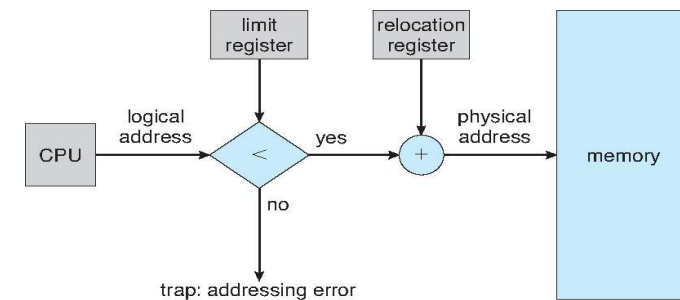 limit
register
relocation
register
logical
address
physical
address
CPU
<
yes
+
memory
no
trap: addressing error